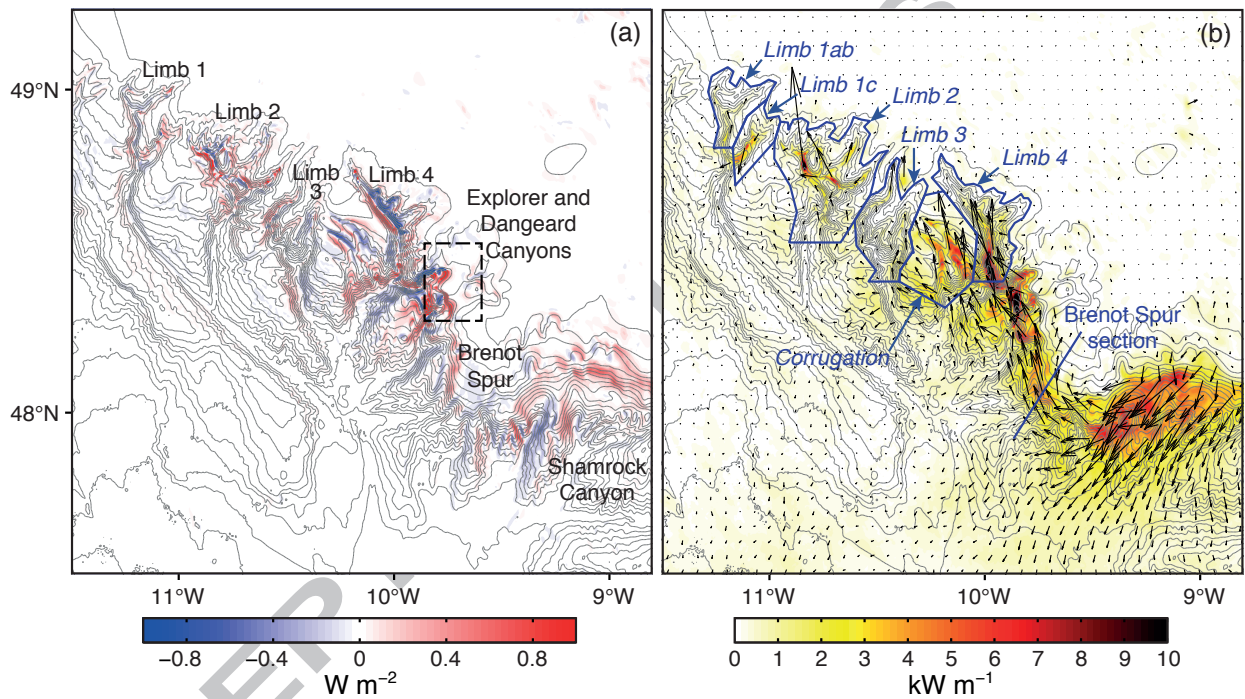 (a)
Limb 1
Limb 2
Limb
3
Limb 4
Explorer and
Dangeard
Canyons
Brenot
Spur
Shamrock
Canyon
49°N
48°N
11°W
10°W
9°W
−0.8
−0.4
0
0.4
0.8
W m⁻²
(b)
Limb 1ab
Limb 1c
Limb 2
Limb 3
Limb 4
Brenot Spur
section
Corrugation
11°W
10°W
9°W
0
1
2
3
4
5
6
7
8
9
10
kW m⁻¹